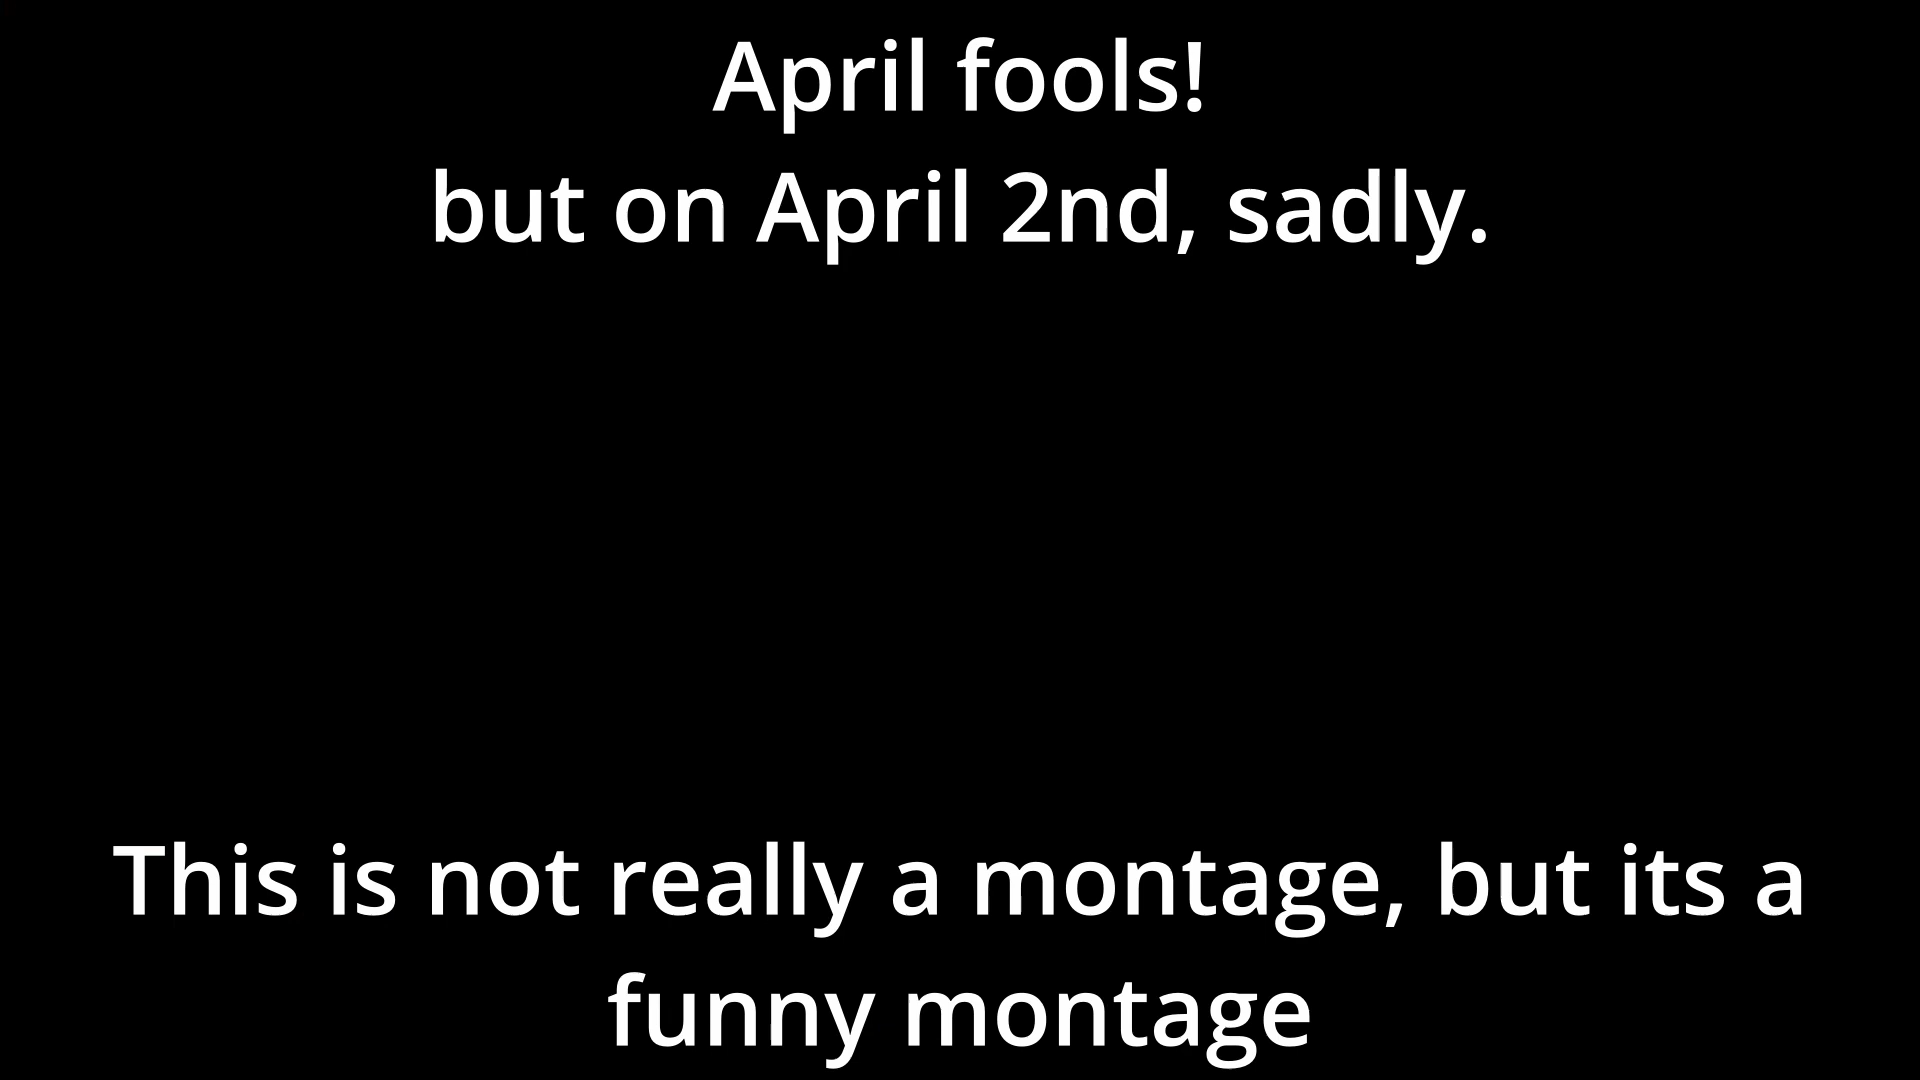 April fools!
but on April 2nd, sadly.
This is not really a montage, but its a
funny montage